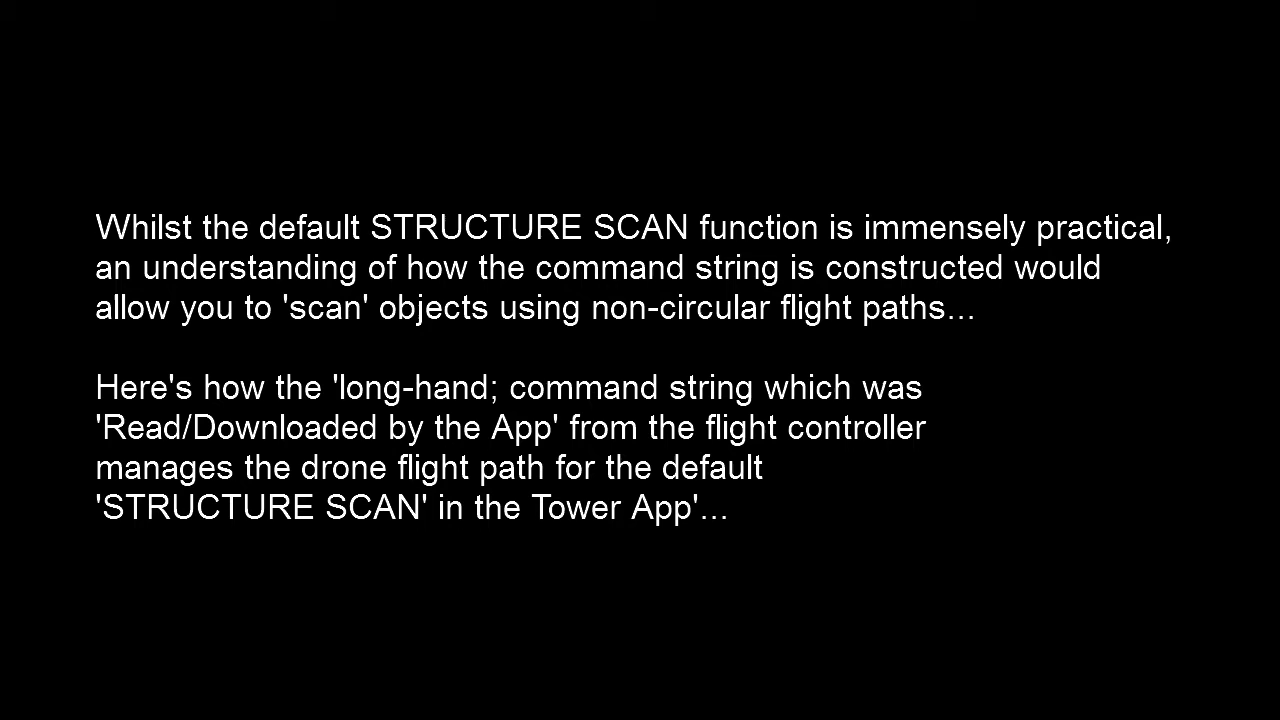 Whilst the default STRUCTURE SCAN function is immensely practical,
an understanding of how the command string is constructed would
allow you to 'scan' objects using non-circular flight paths...
Here's how the 'long-hand; command string which was
'Read/Downloaded by the App' from the flight controller
manages the drone flight path for the default
'STRUCTURE SCAN' in the Tower App'...